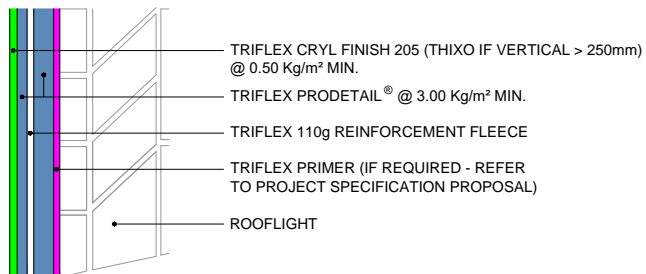 TRIFLEX CRYL FINISH 205 (THIXO IF VERTICAL > 250mm)
@ 0.50 Kg/m² MIN.
TRIFLEX PRODETAIL® @ 3.00 Kg/m² MIN.
TRIFLEX 110g REINFORCEMENT FLEECE
TRIFLEX PRIMER (IF REQUIRED - REFER
TO PROJECT SPECIFICATION PROPOSAL)
ROOFLIGHT